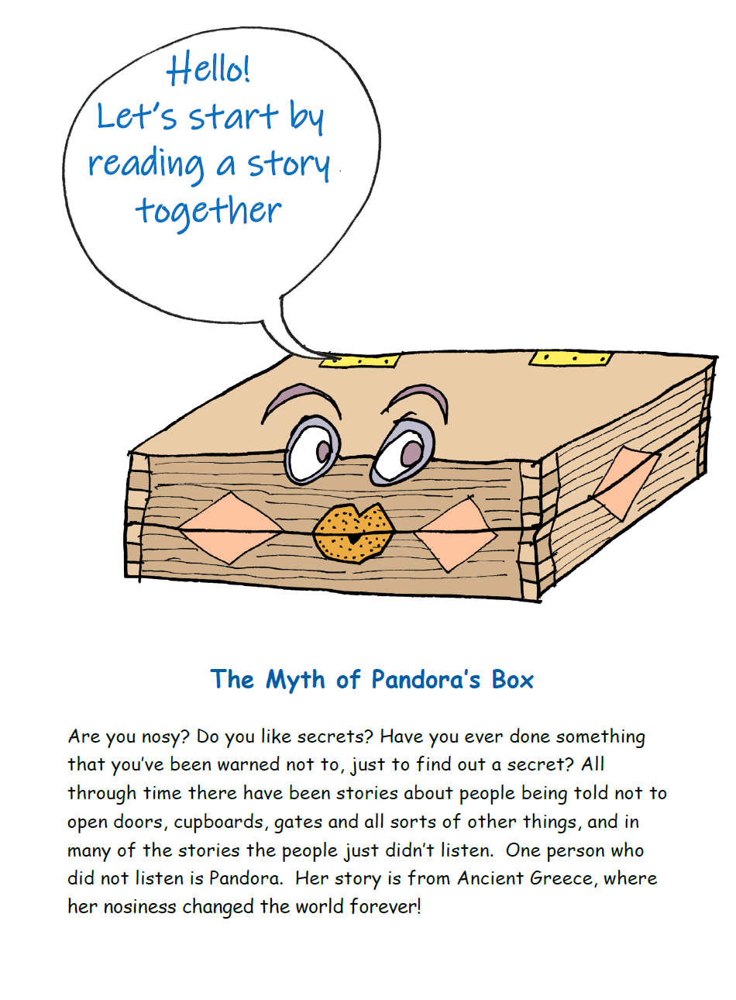 Hello!
Let's start by
reading a story
together
The Myth of Pandora's Box
Are you nosy? Do you like secrets? Have you ever done something
that you've been warned not to, just to find out a secret? All
through time there have been stories about people being told not to
open doors, cupboards, gates and all sorts of other things, and in
many of the stories the people just didn't listen.  One person who
did not listen is Pandora.  Her story is from Ancient Greece, where
her nosiness changed the world forever!